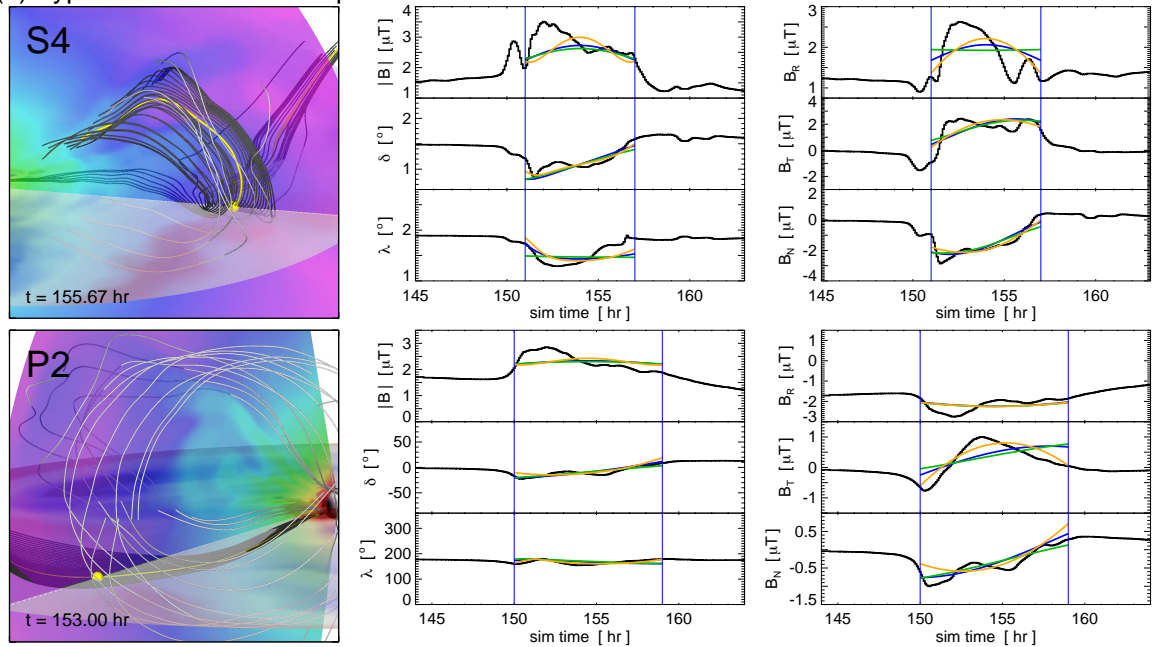 S4
t = 155.67 hr
|B| [ μT ]
4
3
2
1
δ [ ° ]
2
1
λ [ ° ]
2
1
145 150 155 160
sim time [ hr ]
B_R [ μT ]
3
2
1
B_T [ μT ]
4
2
0
-2
B_N [ μT ]
2
0
-2
-4
145 150 155 160
sim time [ hr ]
P2
t = 153.00 hr
|B| [ μT ]
3
2
1
0
δ [ ° ]
50
0
-50
λ [ ° ]
300
200
100
0
145 150 155 160
sim time [ hr ]
B_R [ μT ]
0
-1
-2
-3
B_T [ μT ]
1
0
-1
B_N [ μT ]
0.5
-0.5
-1.5
145 150 155 160
sim time [ hr ]